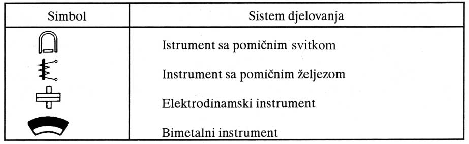 Simbol Sistem djelovanja
Istrument sa pomičnim svitkom
Instrument sa pomičnim željezom
Elektrodinamski instrument
Bimetalni instrument